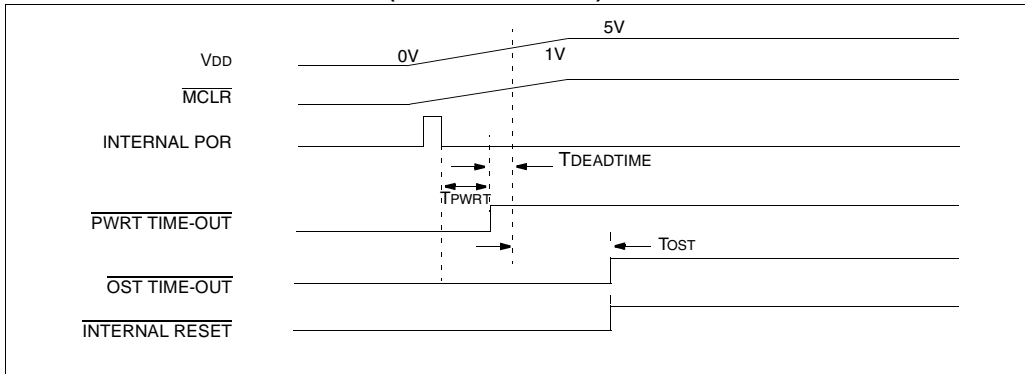 5V
0V
1V
VDD
MCLR
INTERNAL POR
TDEADTIME
TPWRT
PWRT TIME-OUT
TOST
OST TIME-OUT
INTERNAL RESET